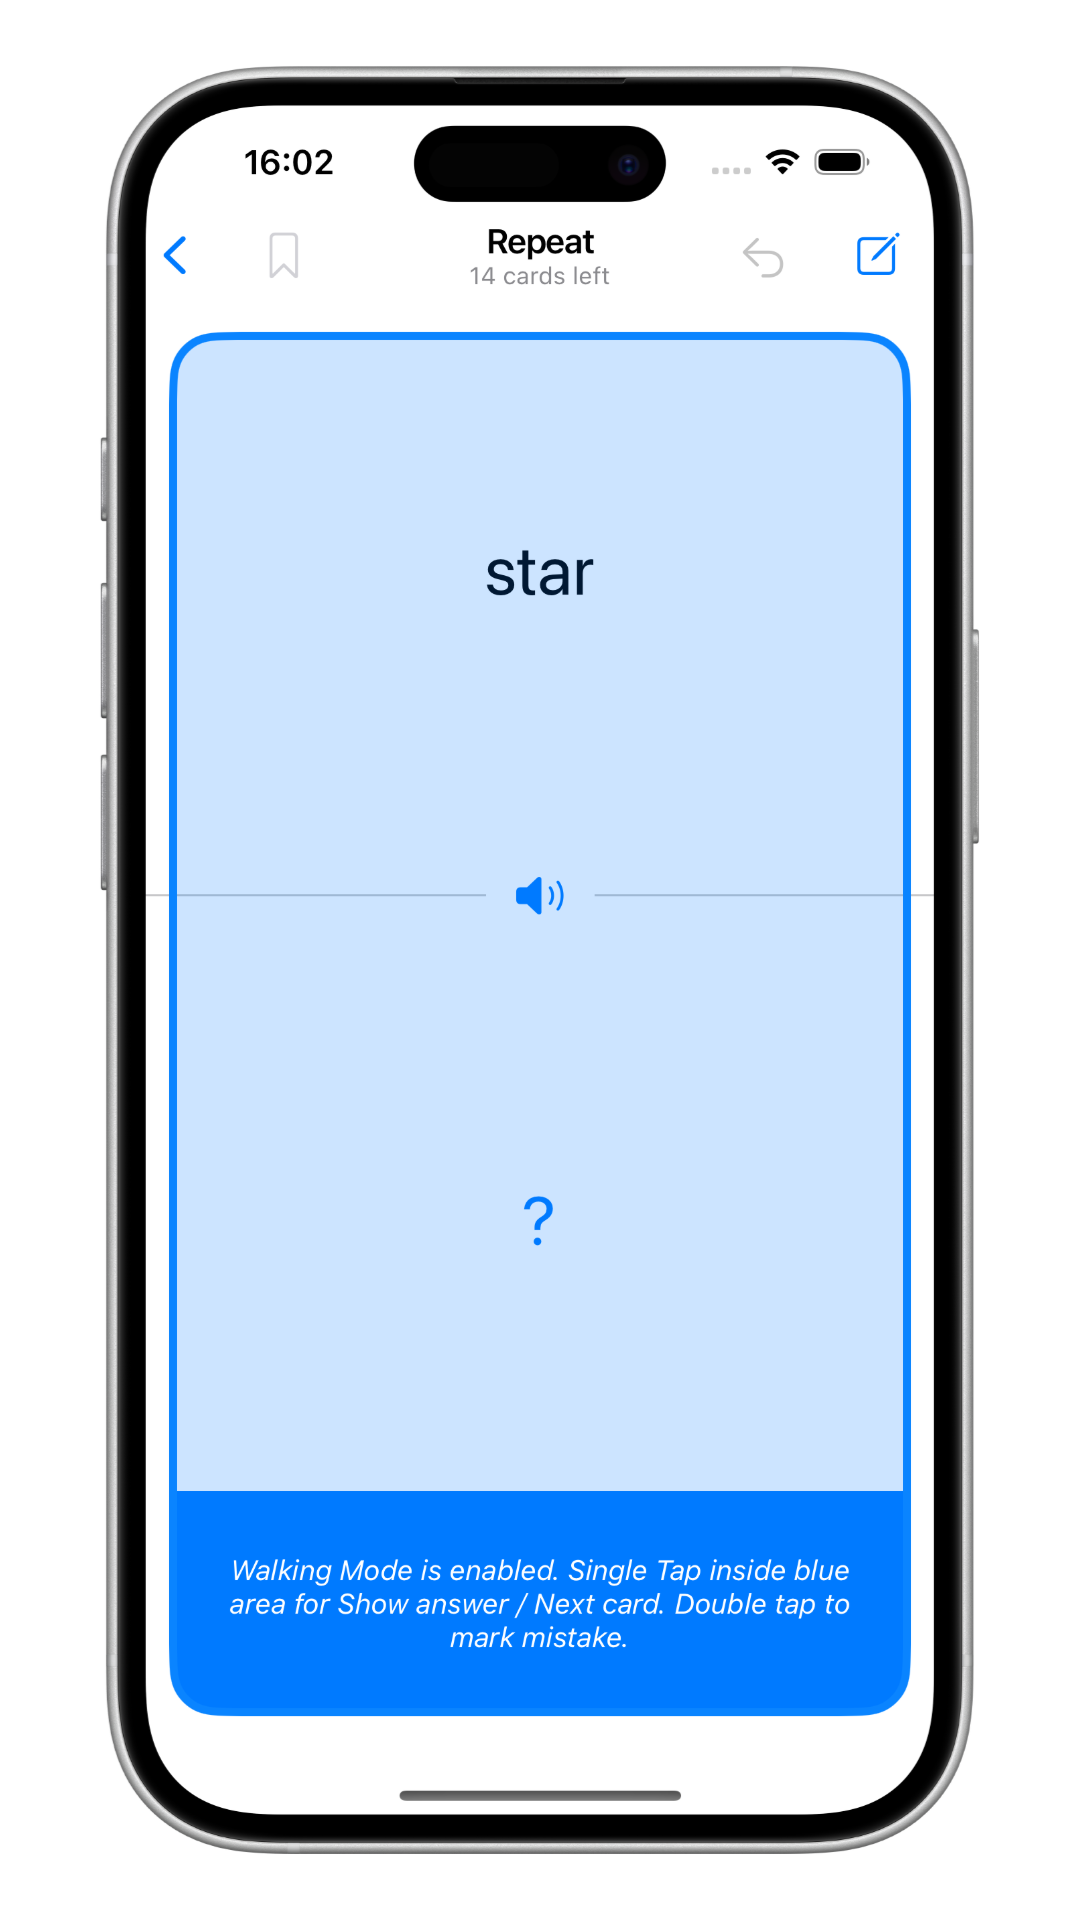 16:02
Repeat
14 cards left
star
?
Walking Mode is enabled. Single Tap inside blue
area for Show answer / Next card. Double tap to
mark mistake.